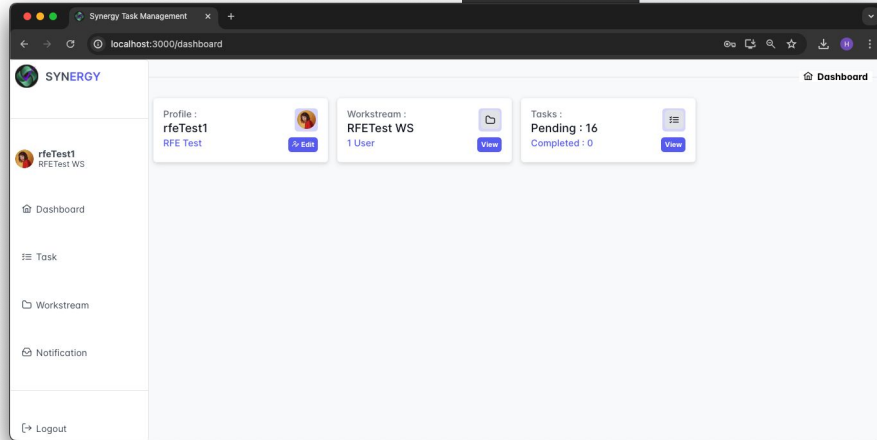 Synergy Task Management
localhost:3000/dashboard
H
SYNERGY
Dashboard
rfeTest1
RFETest WS
Dashboard
Task
Workstream
Notification
Logout
Profile :
rfeTest1
RFE Test
Edit
Workstream :
RFETest WS
1 User
View
Tasks :
Pending : 16
Completed : 0
View